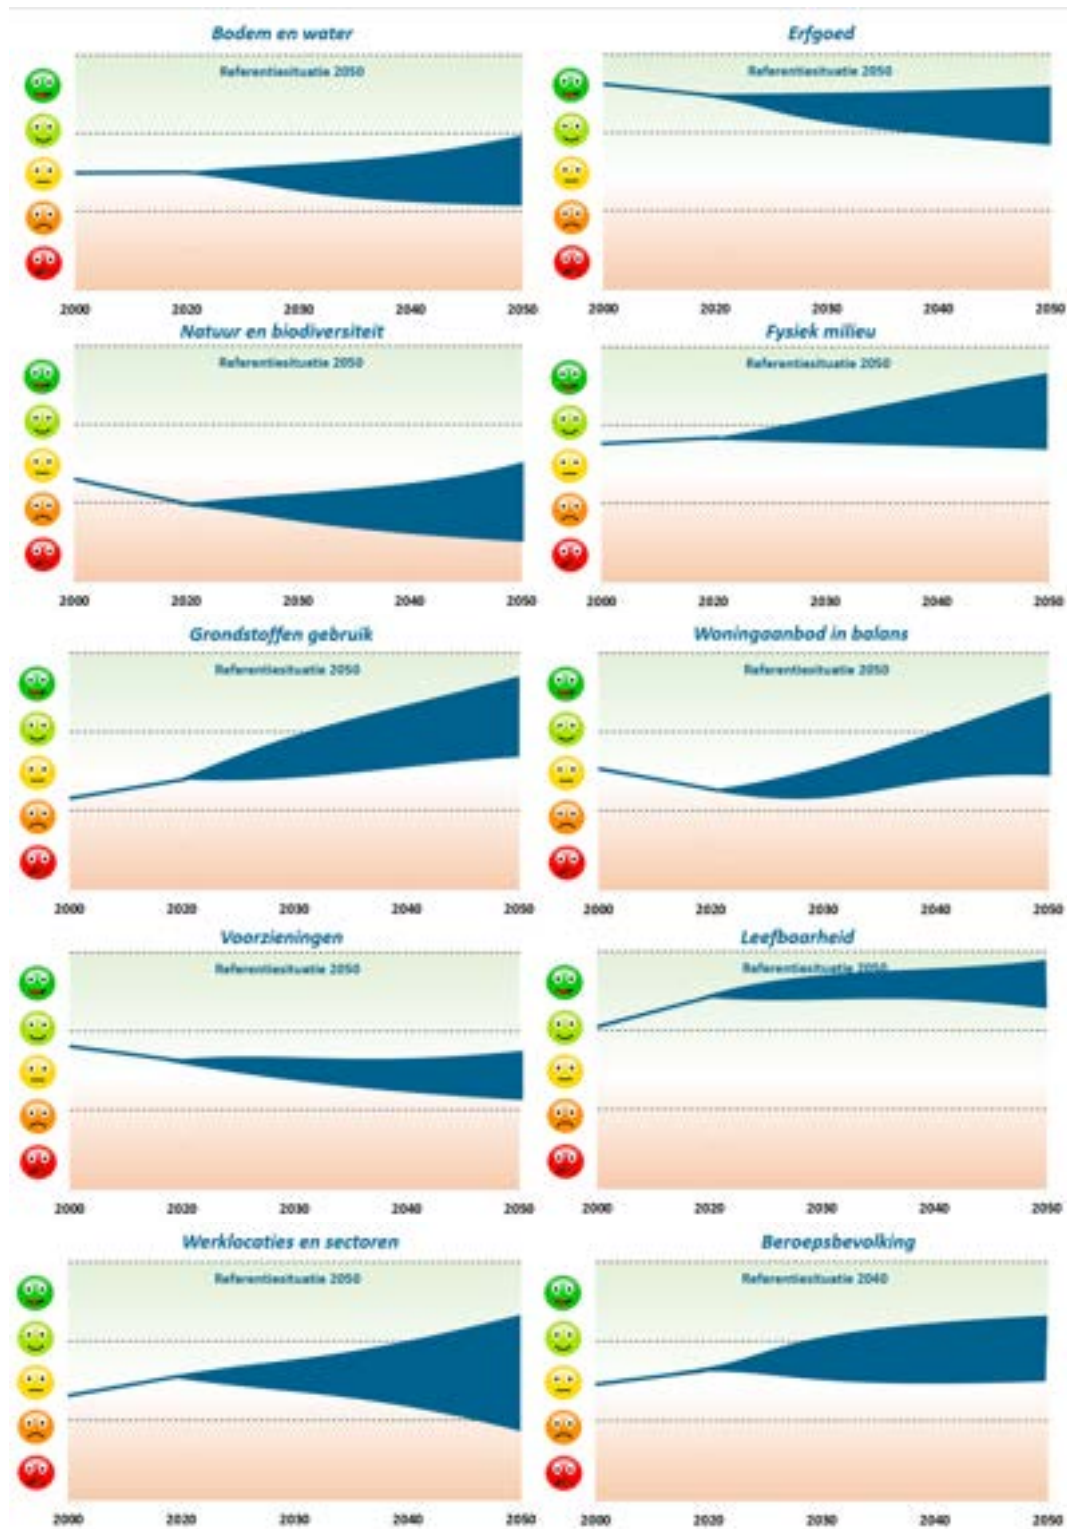 Bodem en water
Referentiesituatie 2050
2000 2020 2030 2040 2050
Erfgoed
Referentiesituatie 2050
2000 2020 2030 2040 2050
Natuur en biodiversiteit
Referentiesituatie 2050
2000 2020 2030 2040 2050
Fysiek milieu
Referentiesituatie 2050
2000 2020 2030 2040 2050
Grondstoffen gebruik
Referentiesituatie 2050
2000 2020 2030 2040 2050
Woningaanbod in balans
Referentiesituatie 2050
2000 2020 2030 2040 2050
Voorzieningen
Referentiesituatie 2050
2000 2020 2030 2040 2050
Leefbaarheid
Referentiesituatie 2050
2000 2020 2030 2040 2050
Werklocaties en sectoren
Referentiesituatie 2050
2000 2020 2030 2040 2050
Beroepsbevolking
Referentiesituatie 2040
2000 2020 2030 2040 2050